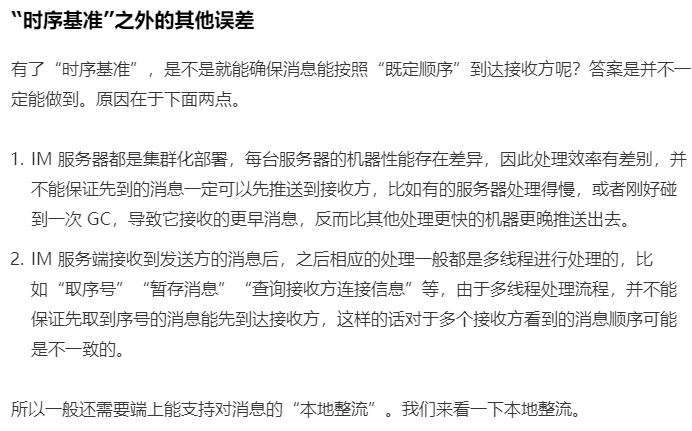 “时序基准”之外的其他误差
有了“时序基准”，是不是就能确保消息能按照“既定顺序”到达接收方呢？答案是并不一
定能做到。原因在于下面两点。
1. IM 服务器都是集群化部署，每台服务器的机器性能存在差异，因此处理效率有差别，并
不能保证先到的消息一定可以先推送到接收方，比如有的服务器处理得慢，或者刚好碰
到一次 GC，导致它接收的更早消息，反而比其他处理更快的机器更晚推送出去。
2. IM 服务端接收到发送方的消息后，之后相应的处理一般都是多线程进行处理的，比
如“取序号”“暂存消息”“查询接收方连接信息”等，由于多线程处理流程，并不能
保证先取到序号的消息能先到达接收方，这样的话对于多个接收方看到的消息顺序可能
是不一致的。
所以一般还需要端上能支持对消息的“本地整流”。我们来看一下本地整流。